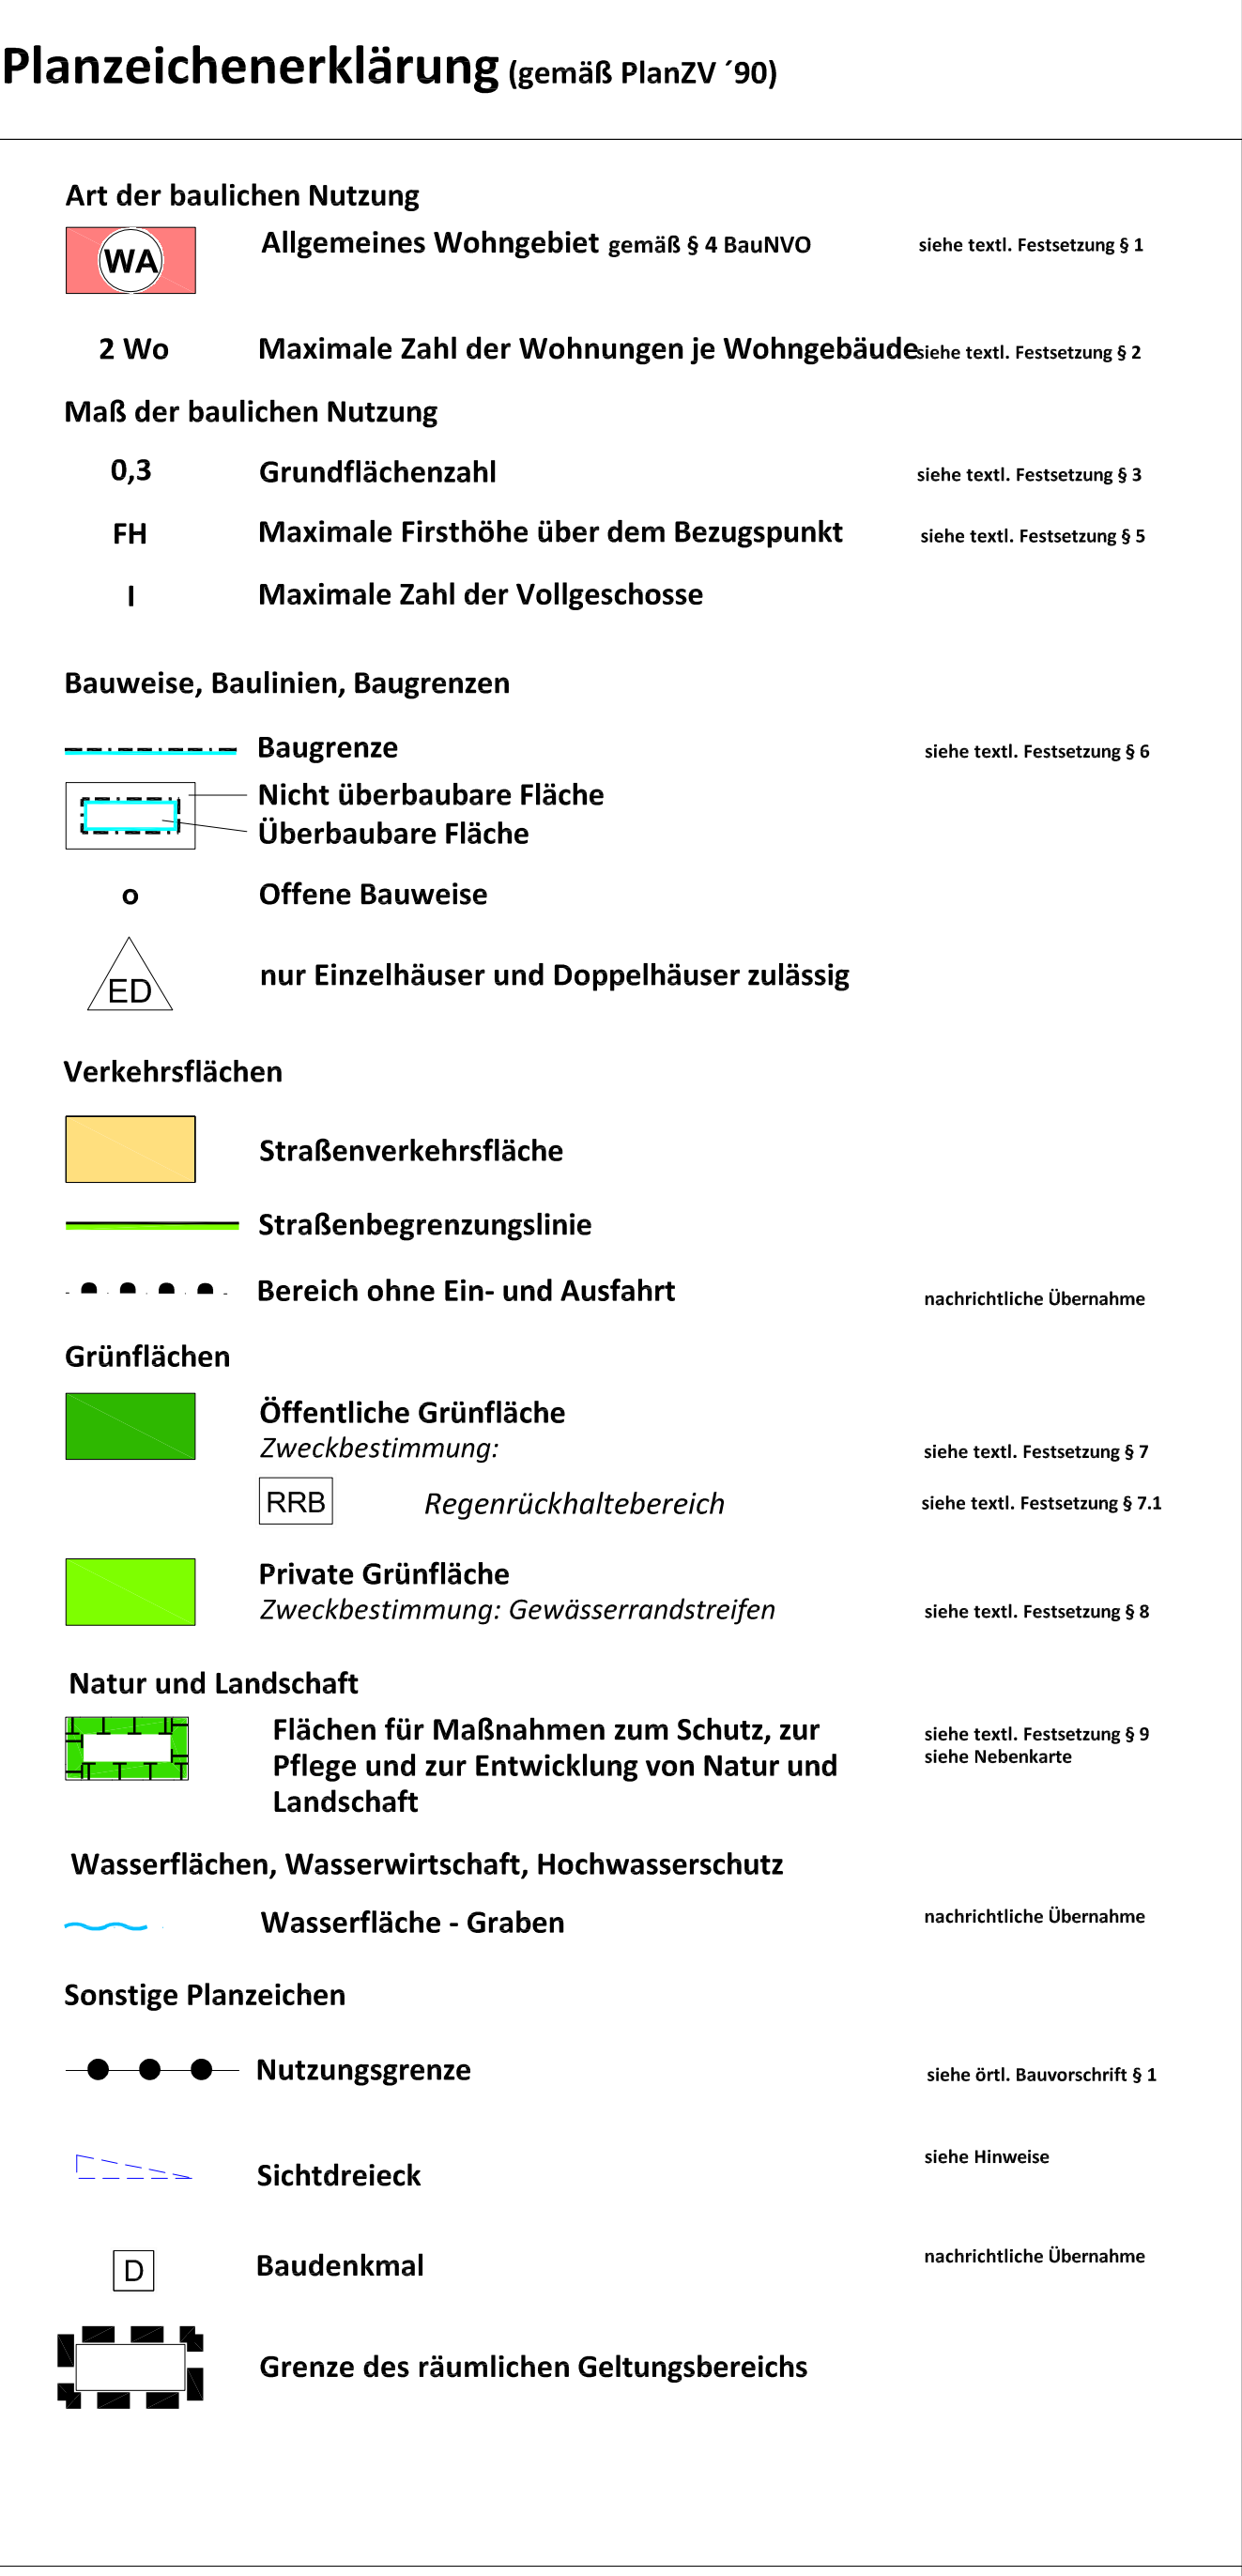 Planzeichenerklärung (gemäß PlanZV ´90)
Art der baulichen Nutzung
WA Allgemeines Wohngebiet gemäß § 4 BauNVO siehe textl. Festsetzung § 1
2 Wo Maximale Zahl der Wohnungen je Wohngebäude siehe textl. Festsetzung § 2
Maß der baulichen Nutzung
0,3 Grundflächenzahl siehe textl. Festsetzung § 3
FH Maximale Firsthöhe über dem Bezugspunkt siehe textl. Festsetzung § 5
I Maximale Zahl der Vollgeschosse
Bauweise, Baulinien, Baugrenzen
Baugrenze siehe textl. Festsetzung § 6
Nicht überbaubare Fläche
Überbaubare Fläche
o Offene Bauweise
ED nur Einzelhäuser und Doppelhäuser zulässig
Verkehrsflächen
Straßenverkehrsfläche
Straßenbegrenzungslinie
Bereich ohne Ein- und Ausfahrt nachrichtliche Übernahme
Grünflächen
Öffentliche Grünfläche
Zweckbestimmung: siehe textl. Festsetzung § 7
RRB Regenrückhaltebereich siehe textl. Festsetzung § 7.1
Private Grünfläche
Zweckbestimmung: Gewässerrandstreifen siehe textl. Festsetzung § 8
Natur und Landschaft
Flächen für Maßnahmen zum Schutz, zur siehe textl. Festsetzung § 9
Pflege und zur Entwicklung von Natur und siehe Nebenkarte
Landschaft
Wasserflächen, Wasserwirtschaft, Hochwasserschutz
Wasserfläche - Graben nachrichtliche Übernahme
Sonstige Planzeichen
Nutzungsgrenze siehe örtl. Bauvorschrift § 1
Sichtdreieck siehe Hinweise
D Baudenkmal nachrichtliche Übernahme
Grenze des räumlichen Geltungsbereichs